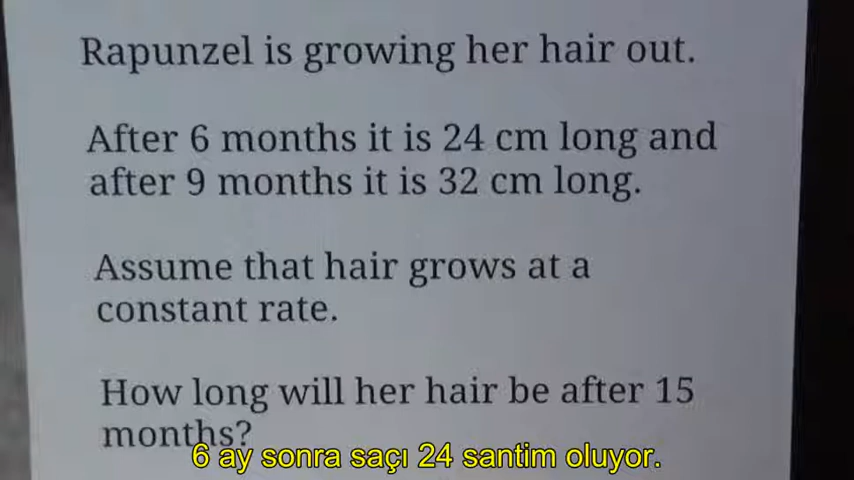 Rapunzel is growing her hair out.
After 6 months it is 24 cm long and
after 9 months it is 32 cm long.
Assume that hair grows at a
constant rate.
How long will her hair be after 15
months?
6 ay sonra saçı 24 santim oluyor.